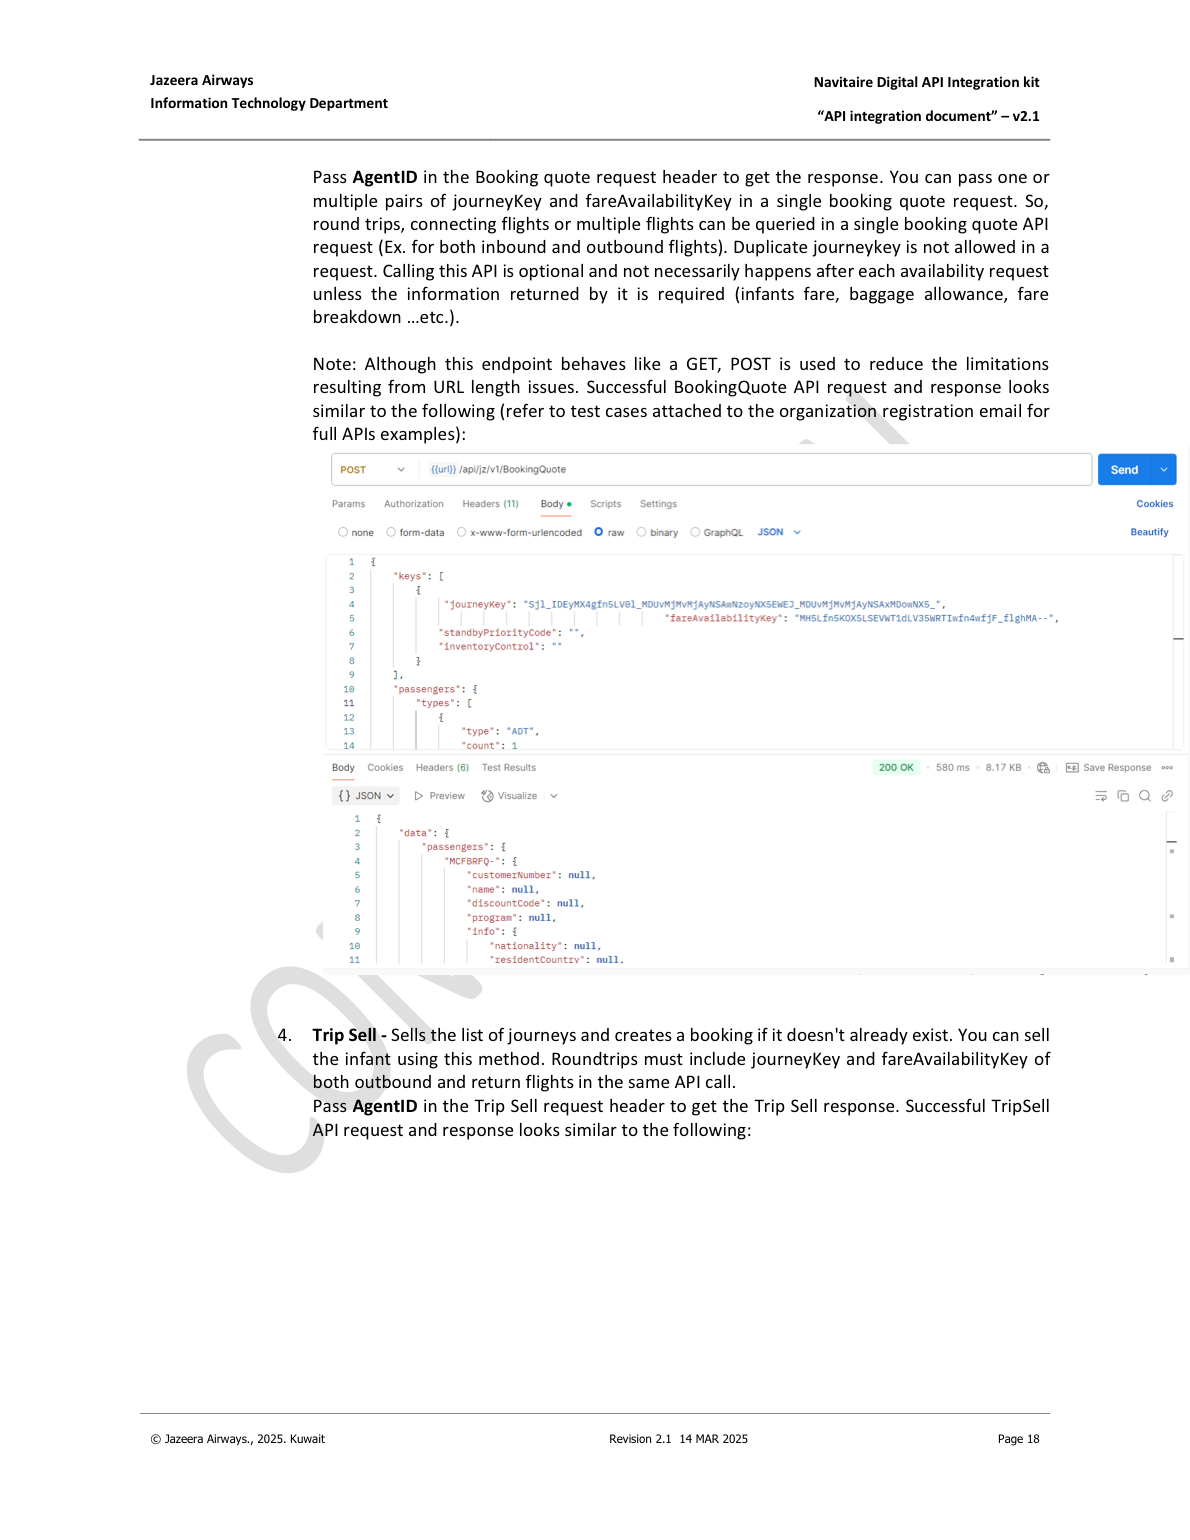 Jazeera Airways
Information Technology Department
Navitaire Digital API Integration kit
“API integration document” – v2.1
Pass AgentID in the Booking quote request header to get the response. You can pass one or
multiple pairs of journeyKey and fareAvailabilityKey in a single booking quote request. So,
round trips, connecting flights or multiple flights can be queried in a single booking quote API
request (Ex. for both inbound and outbound flights). Duplicate journeykey is not allowed in a
request. Calling this API is optional and not necessarily happens after each availability request
unless the information returned by it is required (infants fare, baggage allowance, fare
breakdown …etc.).
Note: Although this endpoint behaves like a GET, POST is used to reduce the limitations
resulting from URL length issues. Successful BookingQuote API request and response looks
similar to the following (refer to test cases attached to the organization registration email for
full APIs examples):
POST {{url}} /api/jz/v1/BookingQuote Send
Params Authorization Headers (11) Body Scripts Settings Cookies
none form-data x-www-form-urlencoded raw binary GraphQL JSON Beautify
1 {
2 "keys": [
3 {
4 "journeyKey": "Sjl_IDEyMX4gfn5LV0l_MDUvMjMvMjAyNSAwNzoyNX5EWEJ_MDUvMjMvMjAyNSAxMDowNX5_",
5 "fareAvailabilityKey": "MH5Lfn5KOX5LSEVWT1dLV35WRTIwfn4wfjF_flghMA--",
6 "standbyPriorityCode": "",
7 "inventoryControl": ""
8 }
9 ],
10 "passengers": {
11 "types": [
12 {
13 "type": "ADT",
14 "count": 1
Body Cookies Headers (6) Test Results 200 OK 580 ms 8.17 KB Save Response
{} JSON Preview Visualize
1 {
2 "data": {
3 "passengers": {
4 "MCFBRFQ-": {
5 "customerNumber": null,
6 "name": null,
7 "discountCode": null,
8 "program": null,
9 "info": {
10 "nationality": null,
11 "residentCountry": null,
4. Trip Sell - Sells the list of journeys and creates a booking if it doesn't already exist. You can sell
the infant using this method. Roundtrips must include journeyKey and fareAvailabilityKey of
both outbound and return flights in the same API call.
Pass AgentID in the Trip Sell request header to get the Trip Sell response. Successful TripSell
API request and response looks similar to the following:
© Jazeera Airways., 2025. Kuwait
Revision 2.1 14 MAR 2025
Page 18